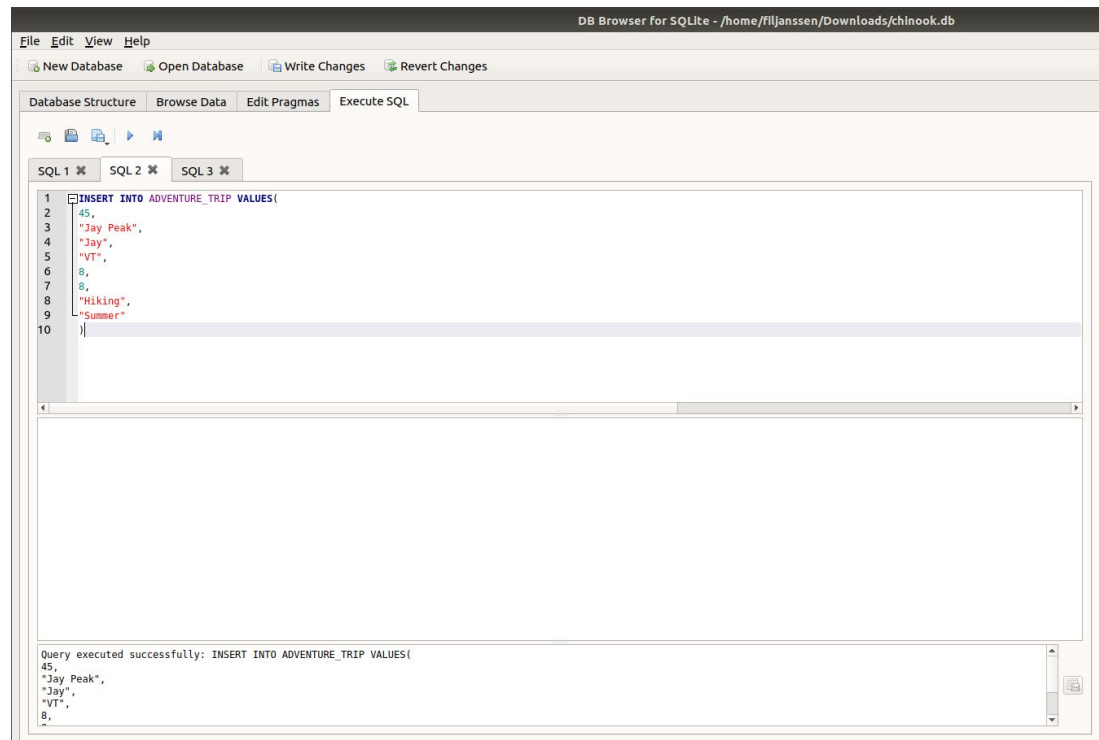 DB Browser for SQLite - /home/filjanssen/Downloads/chinook.db
File Edit View Help
New Database Open Database Write Changes Revert Changes
Database Structure Browse Data Edit Pragmas Execute SQL
SQL 1 SQL 2 SQL 3
1 INSERT INTO ADVENTURE_TRIP VALUES(
2 45,
3 "Jay Peak",
4 "Jay",
5 "VT",
6 8,
7 8,
8 "Hiking",
9 "Summer"
10 )
Query executed successfully: INSERT INTO ADVENTURE_TRIP VALUES(
45,
"Jay Peak",
"Jay",
"VT",
8,